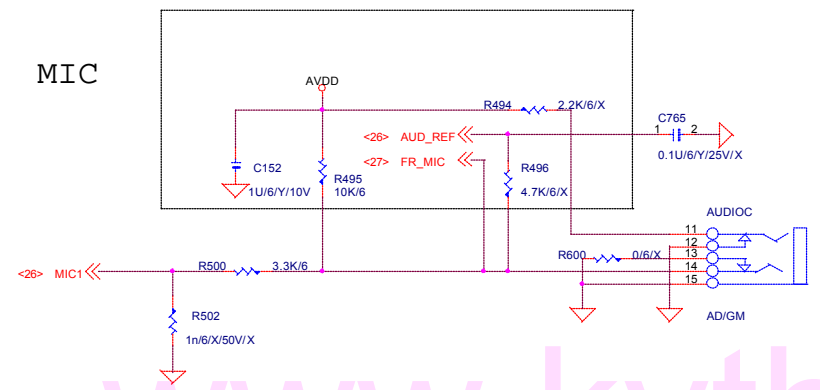 MIC
AVDD
R494 2.2K/6/X
C765
1 2
0.1U/6/Y/25V/X
<26> AUD_REF
<27> FR_MIC
C152
1U/6/Y/10V
R495
10K/6
R496
4.7K/6/X
AUDIOC
11
12
R600 0/6/X 13
14
15
<26> MIC1
R500 3.3K/6
R502
1n/6/X/50V/X
AD/GM